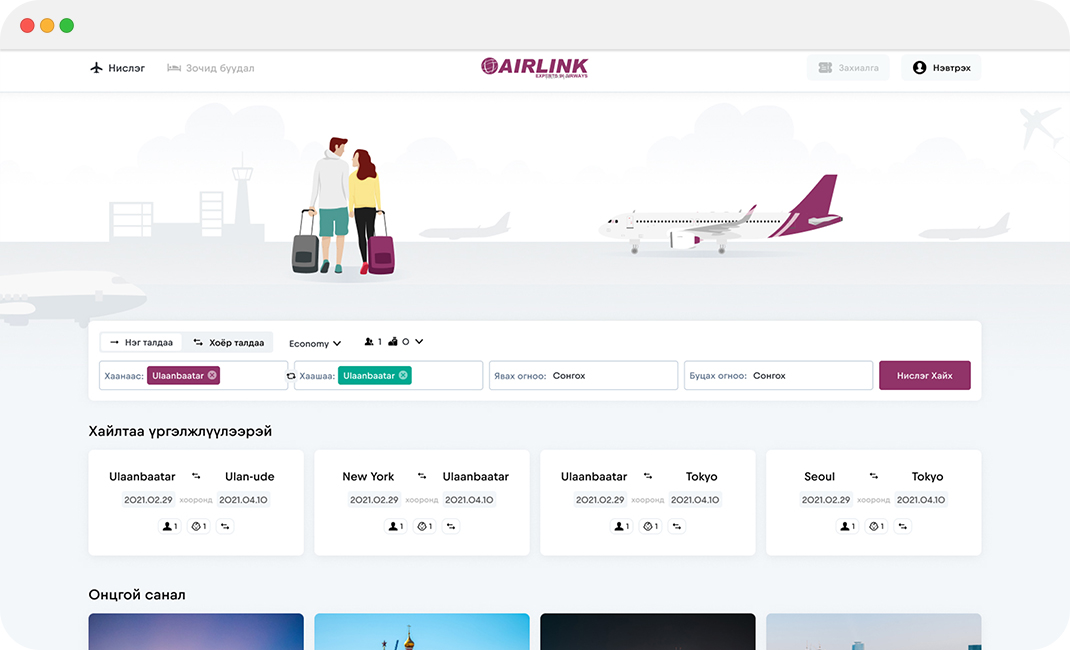 Нислэг
Зочид буудал
AIRLINK
EXPERTS IN AIRWAYS
Захиалга
Нэвтрэх
Нэг талдаа
Хоёр талдаа
Economy
1
0
Хаанаас: Ulaanbaatar
Хаашаа: Ulaanbaatar
Явах огноо: Сонгох
Буцах огноо: Сонгох
Нислэг Хайх
Хайлтаа үргэлжлүүлээрэй
Ulaanbaatar Ulan-ude
2021.02.29 хооронд 2021.04.10
1 1
New York Ulaanbaatar
2021.02.29 хооронд 2021.04.10
1 1
Ulaanbaatar Tokyo
2021.02.29 хооронд 2021.04.10
1 1
Seoul Tokyo
2021.02.29 хооронд 2021.04.10
1 1
Онцгой санал